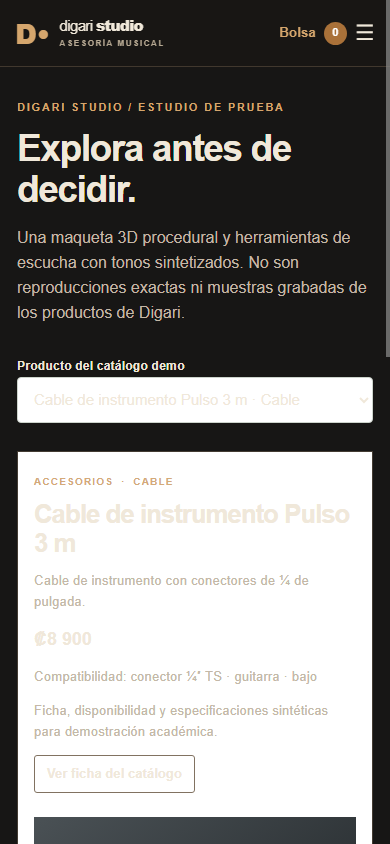 D•
digari studio
ASESORÍA MUSICAL
Bolsa 0 ☰
DIGARI STUDIO / ESTUDIO DE PRUEBA
Explora antes de
decidir.
Una maqueta 3D procedural y herramientas de
escucha con tonos sintetizados. No son
reproducciones exactas ni muestras grabadas de
los productos de Digari.
Producto del catálogo demo
Cable de instrumento Pulso 3 m · Cable
ACCESORIOS · CABLE
Cable de instrumento Pulso
3 m
Cable de instrumento con conectores de ¼ de
pulgada.
₡8 900
Compatibilidad: conector ¼″ TS · guitarra · bajo
Ficha, disponibilidad y especificaciones sintéticas
para demostración académica.
Ver ficha del catálogo